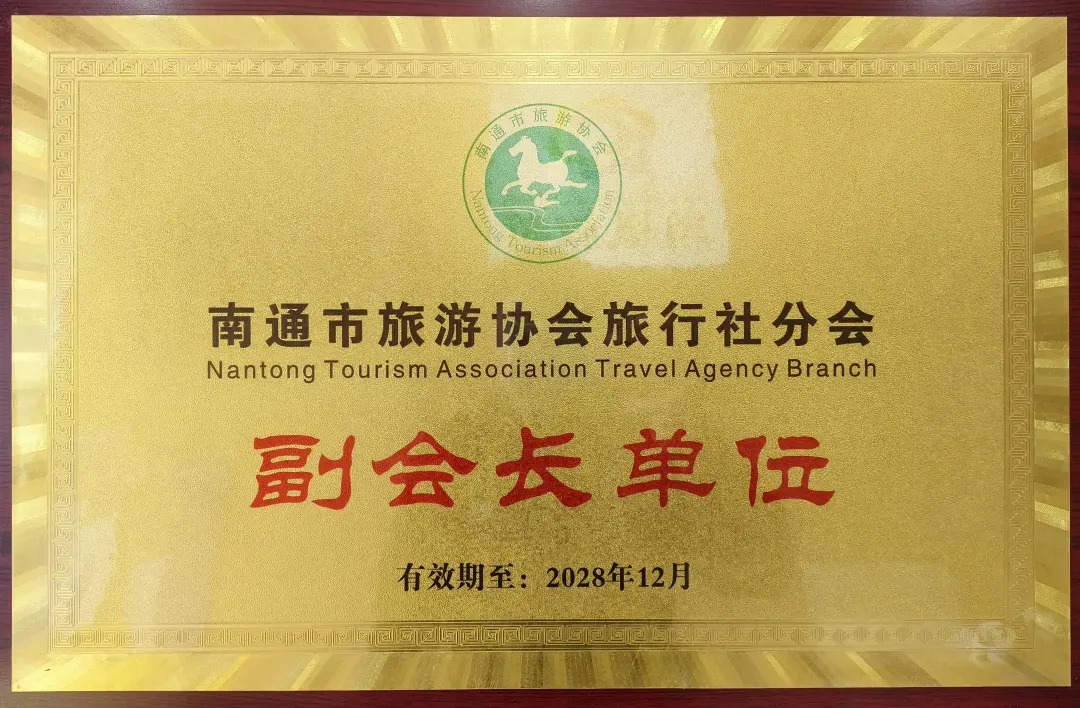 南通市旅游协会
Nantong Tourism Association
南通市旅游协会旅行社分会
Nantong Tourism Association Travel Agency Branch
副会长单位
有效期至：2028年12月